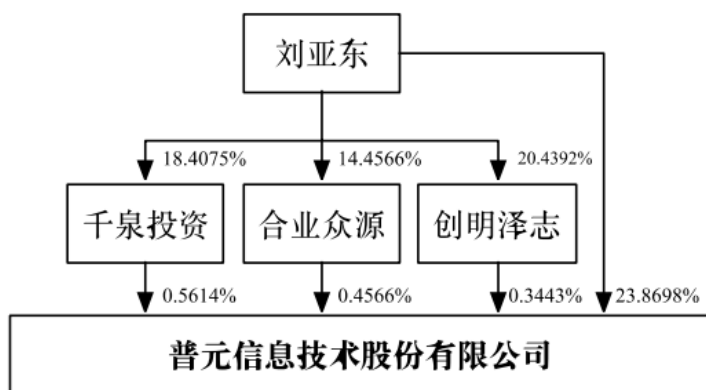 刘亚东
18.4075%
14.4566%
20.4392%
千泉投资
合业众源
创明泽志
0.5614%
0.4566%
0.3443%
23.8698%
普元信息技术股份有限公司